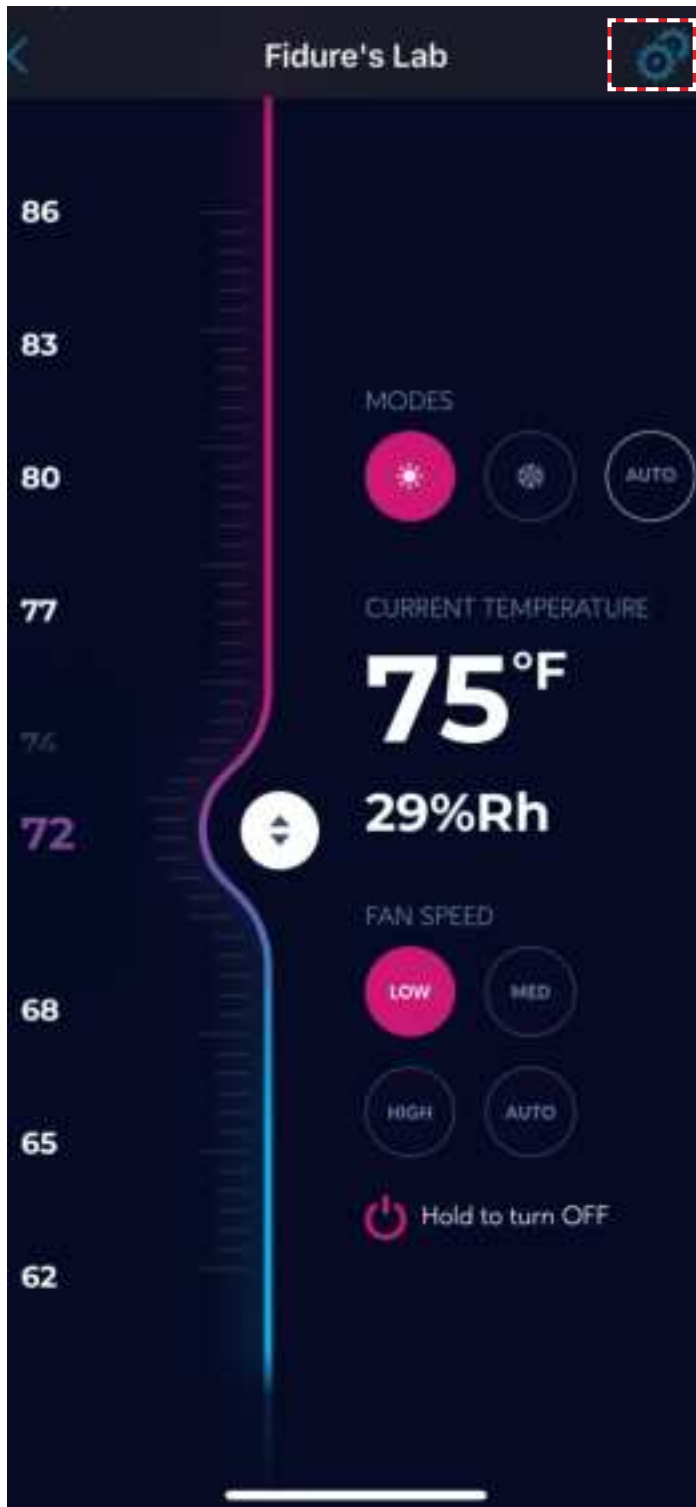 Fidure's Lab
86
83
80
77
74
72
68
65
62
MODES
AUTO
CURRENT TEMPERATURE
75°F
29%Rh
FAN SPEED
LOW MED
HIGH AUTO
Hold to turn OFF